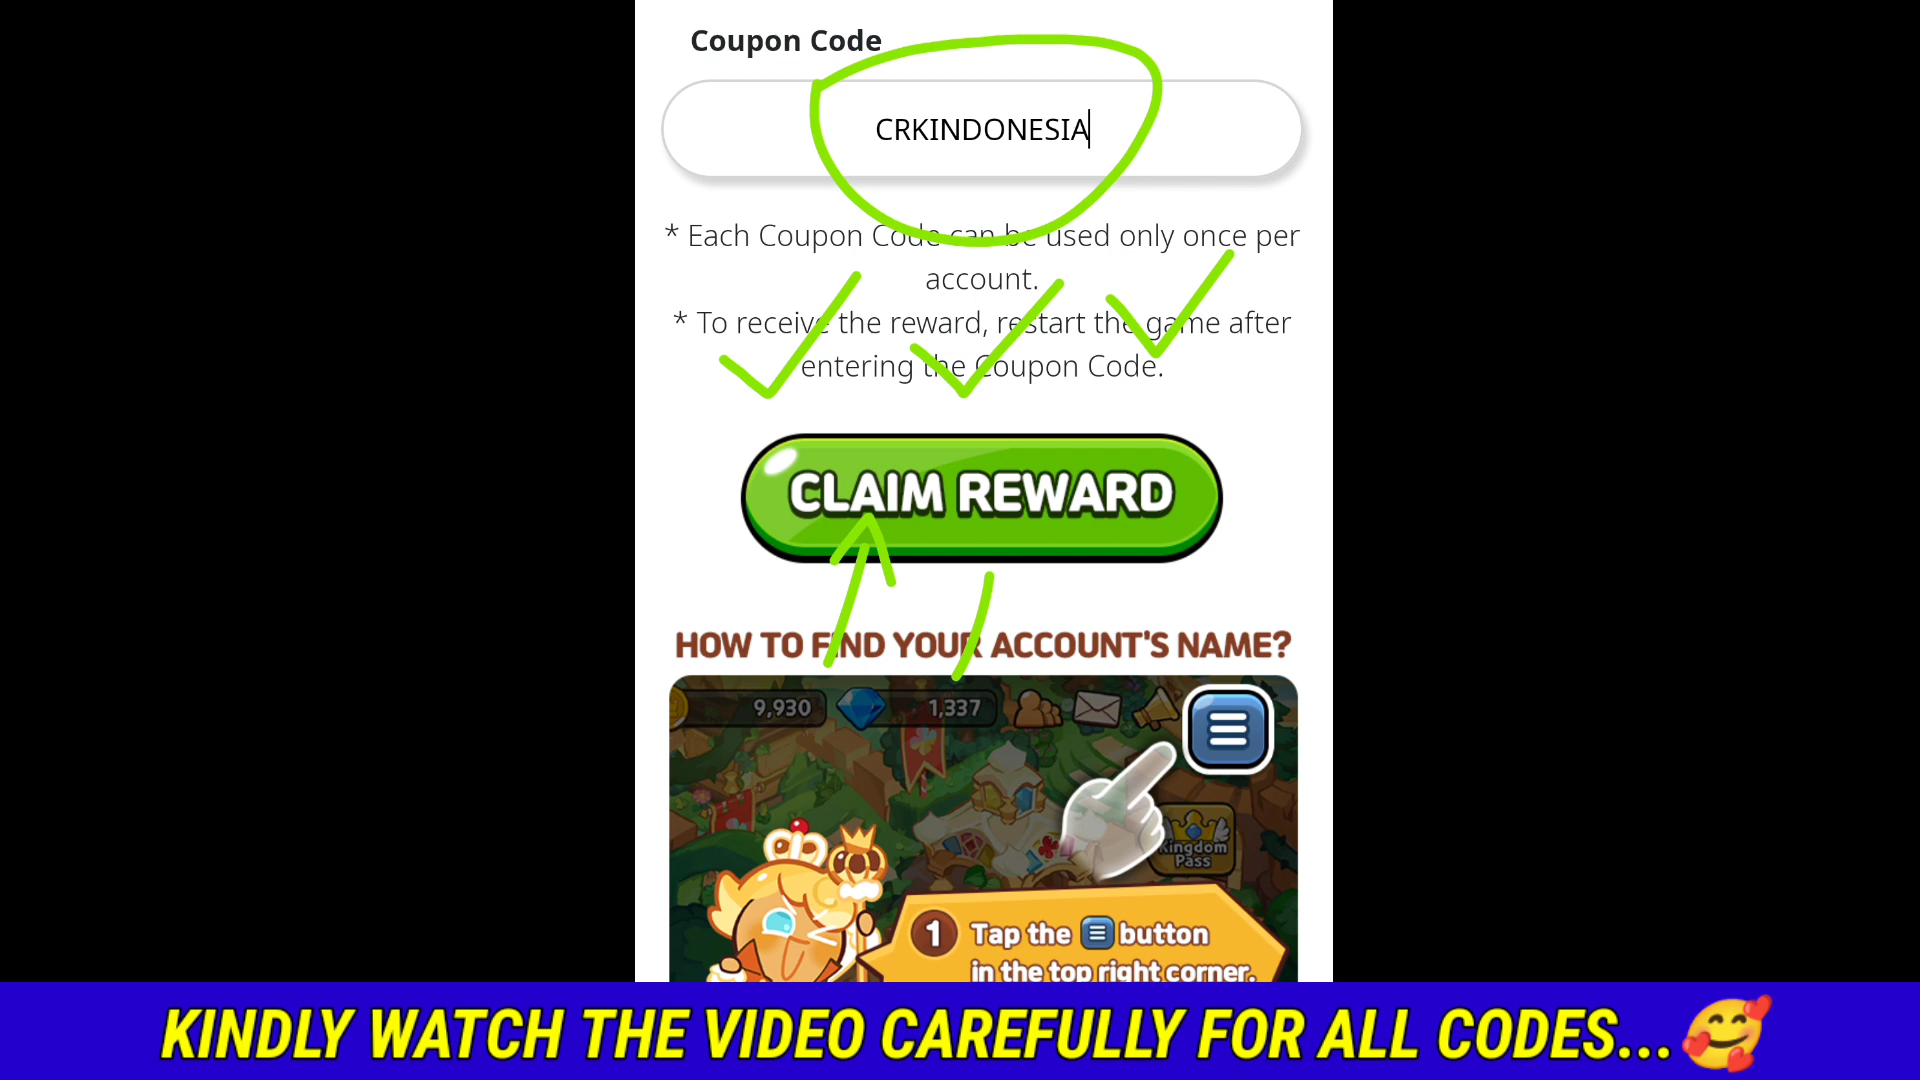 Coupon Code
CRKINDONESIA
* Each Coupon Code can be used only once per
account.
* To receive the reward, restart the game after
entering the Coupon Code.
CLAIM REWARD
HOW TO FIND YOUR ACCOUNT'S NAME?
9,930 1,337
Kingdom
Pass
1 Tap the button
in the top right corner.
KINDLY WATCH THE VIDEO CAREFULLY FOR ALL CODES...